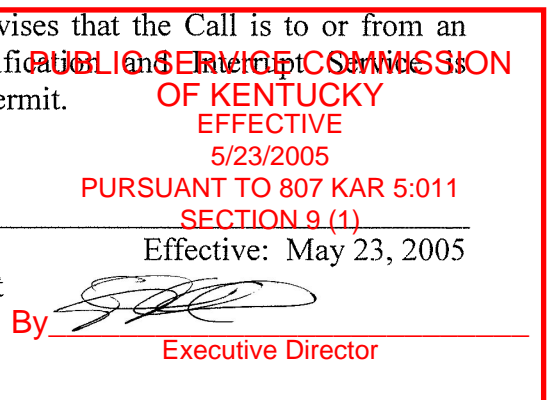 vises that the Call is to or from an
ification and Interrupt Service is
PUBLIC SERVICE COMMISSION
ermit.
OF KENTUCKY
EFFECTIVE
5/23/2005
PURSUANT TO 807 KAR 5:011
SECTION 9 (1)
Effective: May 23, 2005
t
By
Executive Director